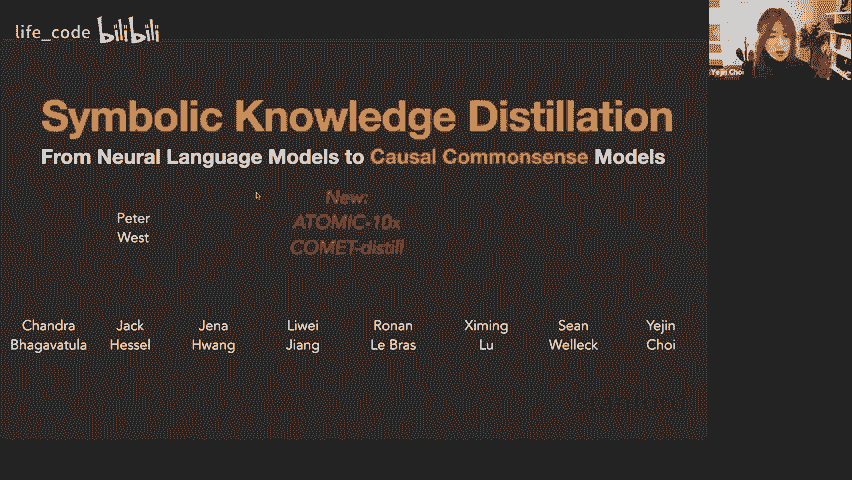 life_code bilibili
Yejin Choi
Symbolic Knowledge Distillation
From Neural Language Models to Causal Commonsense Models
New:
ATOMIC-10x
COMET-distill
Peter
West
Chandra
Bhagavatula
Jack
Hessel
Jena
Hwang
Liwei
Jiang
Ronan
Le Bras
Ximing
Lu
Sean
Welleck
Yejin
Choi